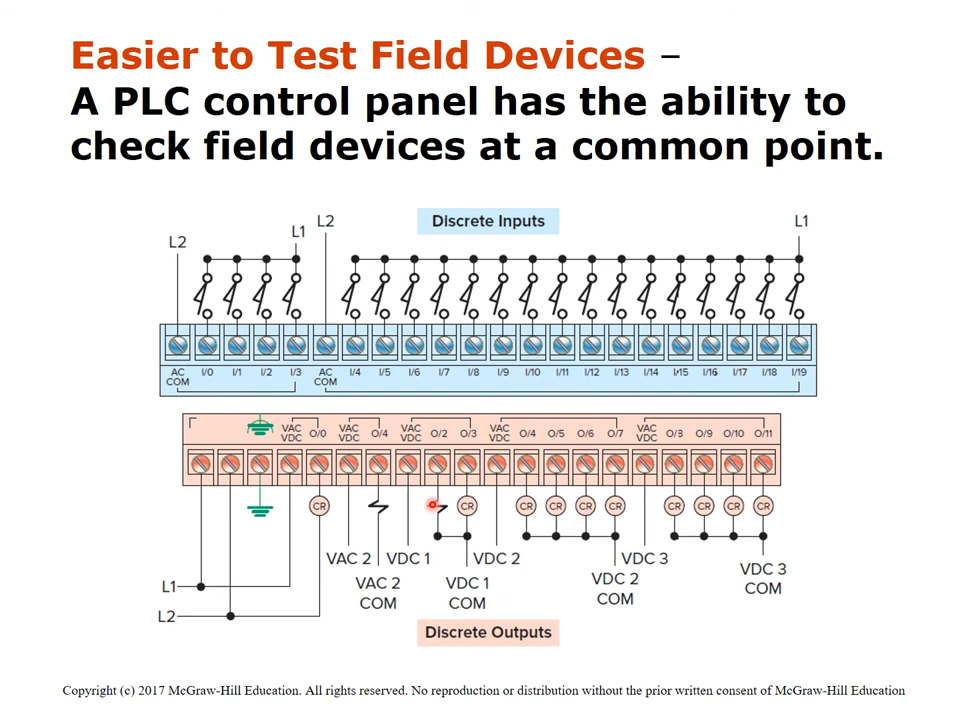 Easier to Test Field Devices –
A PLC control panel has the ability to
check field devices at a common point.
L2 L1 L2 Discrete Inputs L1
AC COM I/0 I/1 I/2 I/3 AC COM I/4 I/5 I/6 I/7 I/8 I/9 I/10 I/11 I/12 I/13 I/14 I/15 I/16 I/17 I/18 I/19
VAC VDC O/0 VAC VDC O/4 VAC VDC O/2 O/3 VAC VDC O/4 O/5 O/6 O/7 VAC VDC O/8 O/9 O/10 O/11
CR CR CR CR CR CR CR CR CR CR
VAC 2 VDC 1 VDC 2 VDC 3
VAC 2 COM VDC 1 COM VDC 2 COM VDC 3 COM
L1
L2
Discrete Outputs
Copyright (c) 2017 McGraw-Hill Education. All rights reserved. No reproduction or distribution without the prior written consent of McGraw-Hill Education